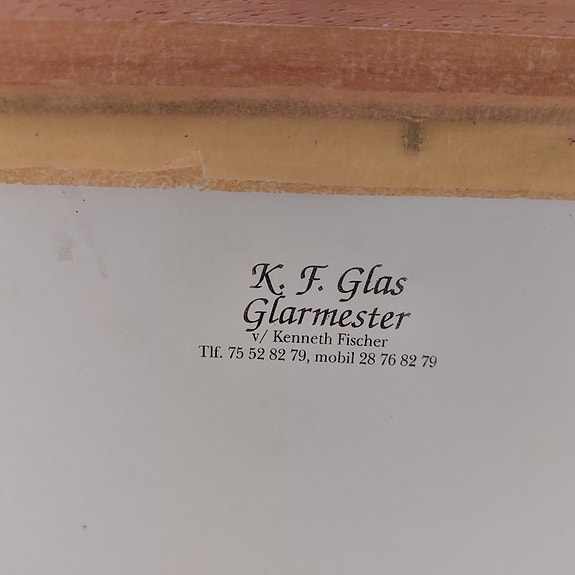 K. F. Glas
Glarmester
v/ Kenneth Fischer
Tlf. 75 52 82 79, mobil 28 76 82 79